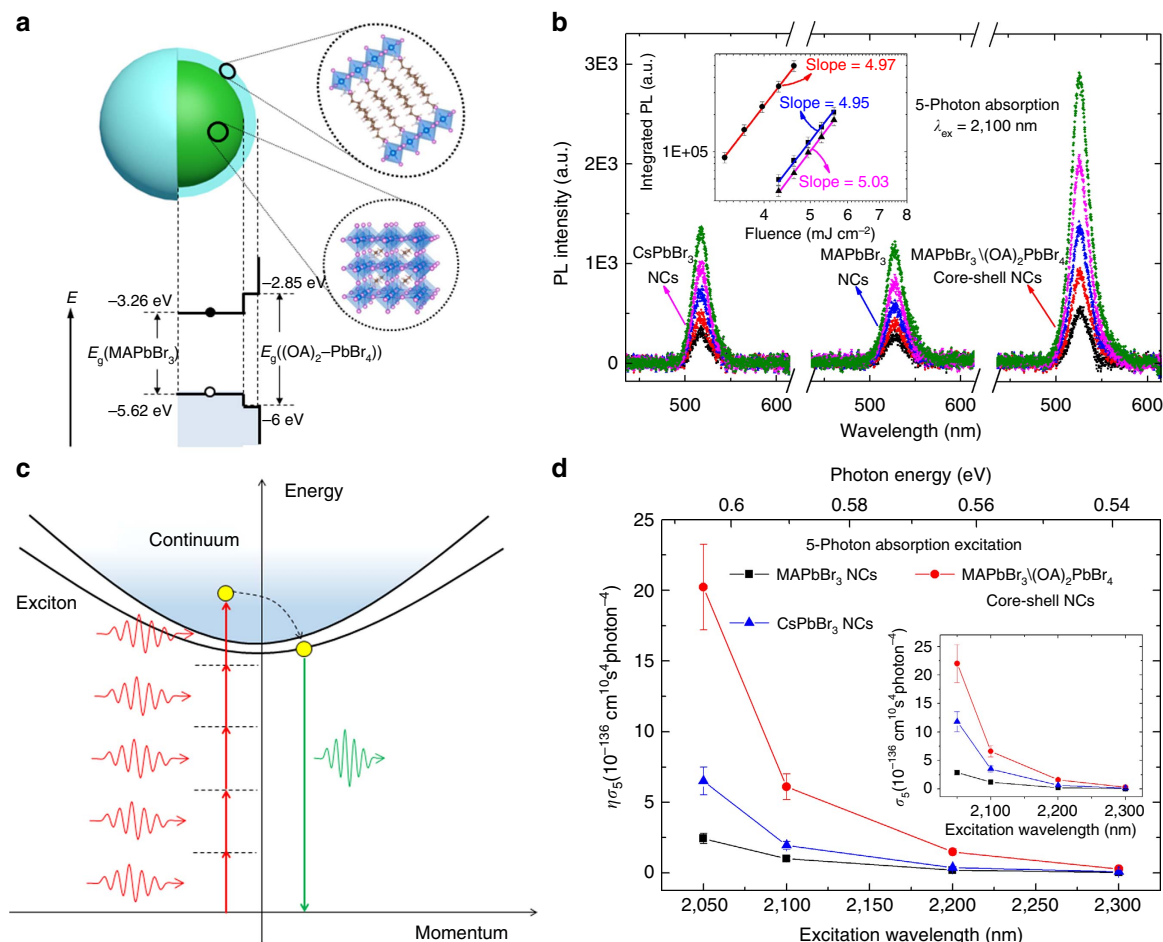 a
E
−3.26 eV
−2.85 eV
E_g(MAPbBr₃)
E_g((OA)₂−PbBr₄))
−5.62 eV
−6 eV
b
PL intensity (a.u.)
3E3
2E3
1E3
0
Integrated PL (a.u.)
1E+05
Slope = 4.97
Slope = 4.95
Slope = 5.03
4 5 6 7 8
Fluence (mJ cm⁻²)
5-Photon absorption
λ_ex = 2,100 nm
CsPbBr₃
NCs
MAPbBr₃
NCs
MAPbBr₃\(OA)₂PbBr₄
Core-shell NCs
500 600 500 600 500 600
Wavelength (nm)
c
Energy
Continuum
Exciton
Momentum
d
Photon energy (eV)
0.6 0.58 0.56 0.54
ησ₅(10⁻¹³⁶ cm¹⁰s⁴photon⁻⁴)
25
20
15
10
5
0
5-Photon absorption excitation
MAPbBr₃ NCs
MAPbBr₃\(OA)₂PbBr₄
Core-shell NCs
CsPbBr₃ NCs
σ₅(10⁻¹³⁶ cm¹⁰s⁴photon⁻⁴)
25
20
15
10
5
0
2,100 2,200 2,300
Excitation wavelength (nm)
2,050 2,100 2,150 2,200 2,250 2,300
Excitation wavelength (nm)